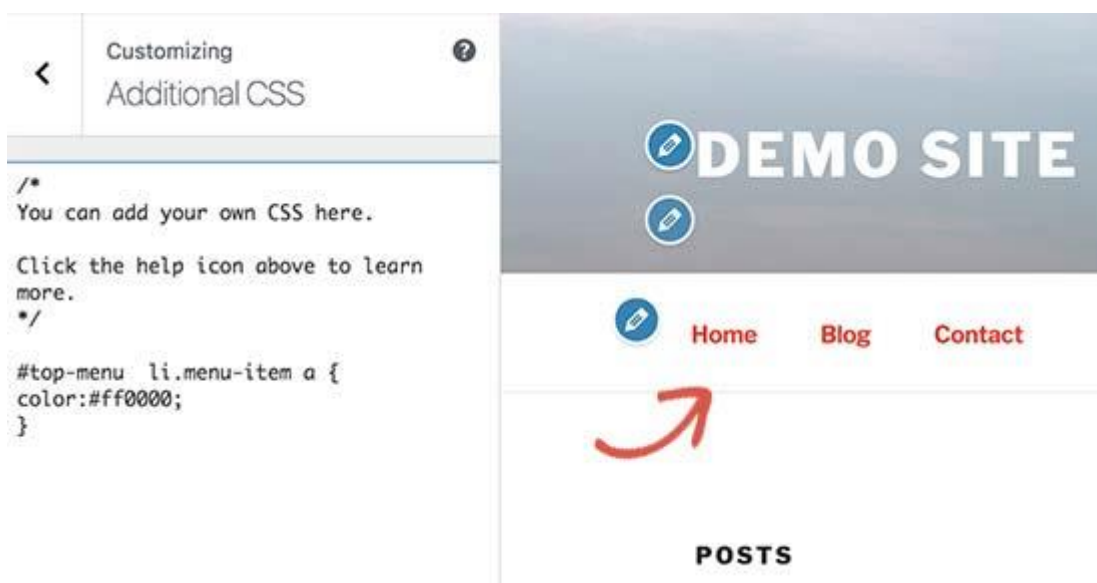 Customizing
Additional CSS
/*
You can add your own CSS here.
Click the help icon above to learn
more.
*/
#top-menu  li.menu-item a {
color:#ff0000;
}
DEMO SITE
Home Blog Contact
POSTS